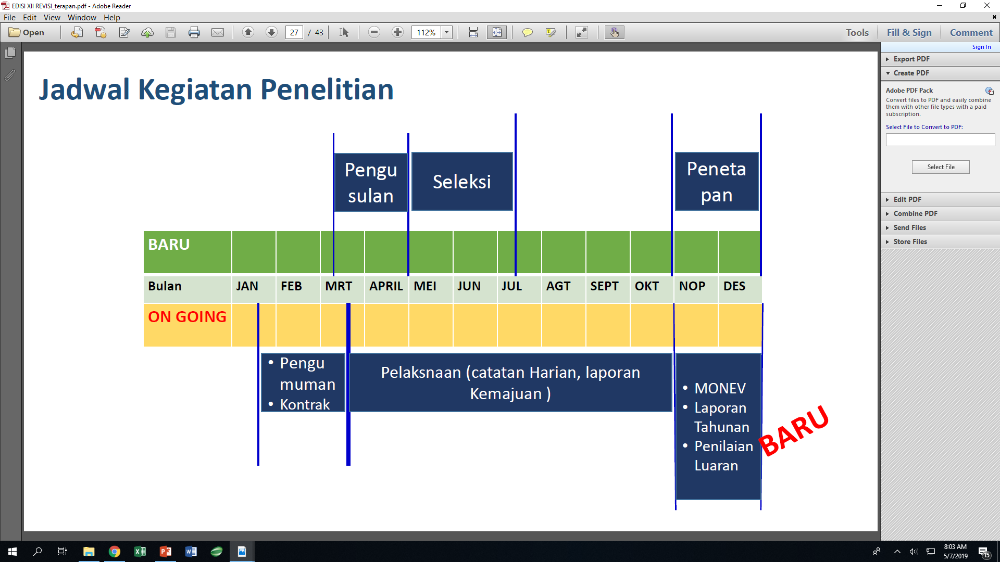 EDISI XII REVISI_terapan.pdf - Adobe Reader
File Edit View Window Help
Open 27 / 43 112% Tools Fill & Sign Comment
Sign In
Export PDF
Create PDF
Adobe PDF Pack
Convert files to PDF and easily combine
them with other file types with a paid
subscription.
Select File to Convert to PDF:
Select File
Edit PDF
Combine PDF
Send Files
Store Files
Jadwal Kegiatan Penelitian
Pengu
sulan
Seleksi
Peneta
pan
BARU
Bulan JAN FEB MRT APRIL MEI JUN JUL AGT SEPT OKT NOP DES
ON GOING
• Pengu
muman
• Kontrak
Pelaksnaan (catatan Harian, laporan
Kemajuan )
• MONEV
• Laporan
Tahunan
• Penilaian
Luaran
BARU
8:03 AM
5/7/2019
15